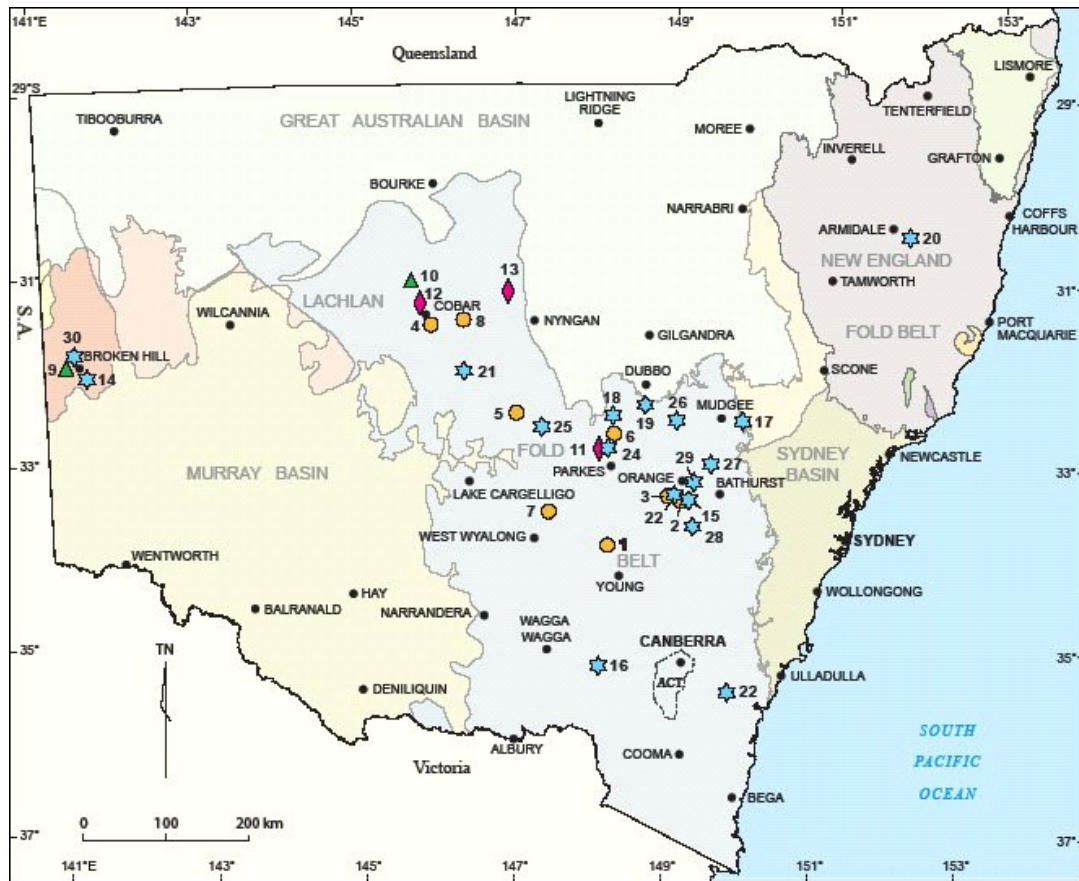 141°E
143°
145°
147°
149°
151°
153°
Queensland
LISMORE
29°S
29°
TENTERFIELD
LIGHTNING
RIDGE
TIBOOBURRA
GREAT AUSTRALIAN BASIN
MOREE
INVERELL
GRAFTON
BOURKE
NARRABRI
COFFS
HARBOUR
ARMIDALE
20
NEW ENGLAND
13
10
31°
31°
TAMWORTH
12
LACHLAN
COBAR
WILCANNIA
4
8
NYNGAN
S.A.
GILGANDRA
FOLD BELT
PORT
MACQUARIE
30
BROKEN HILL
9
14
21
DUBBO
SCONE
18
26
MUDGEE
5
25
19
17
6
FOLD
11
24
SYDNEY
BASIN
NEWCASTLE
33°
33°
MURRAY BASIN
PARKES
29
27
ORANGE
BATHURST
LAKE CARGELLIGO
3
7
22
2
15
28
WEST WYALONG
1
SYDNEY
BELT
WENTWORTH
YOUNG
HAY
WOLLONGONG
BALRANALD
NARRANDERA
WAGGA
WAGGA
CANBERRA
35°
35°
TN
16
ACT
ULLADULLA
DENILIQUIN
22
ALBURY
COOMA
SOUTH
PACIFIC
OCEAN
Victoria
BEGA
0
100
200 km
37°
37°
141°E
143°
145°
147°
149°
151°
153°